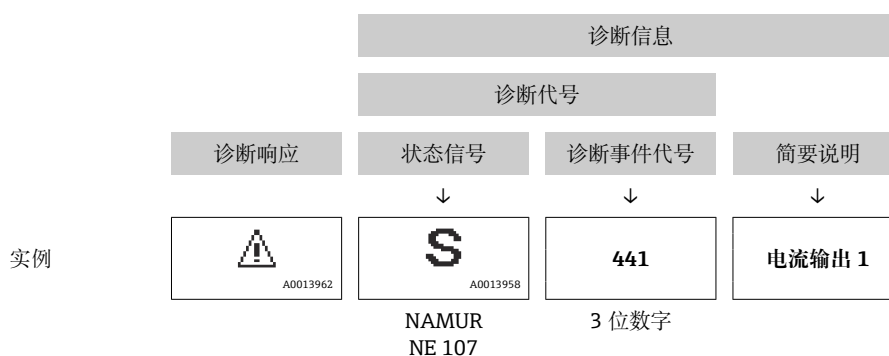 诊断信息
诊断代号
诊断响应 状态信号 诊断事件代号 简要说明
↓ ↓ ↓
实例 S 441 电流输出 1
A0013962 A0013958
NAMUR 3 位数字
NE 107